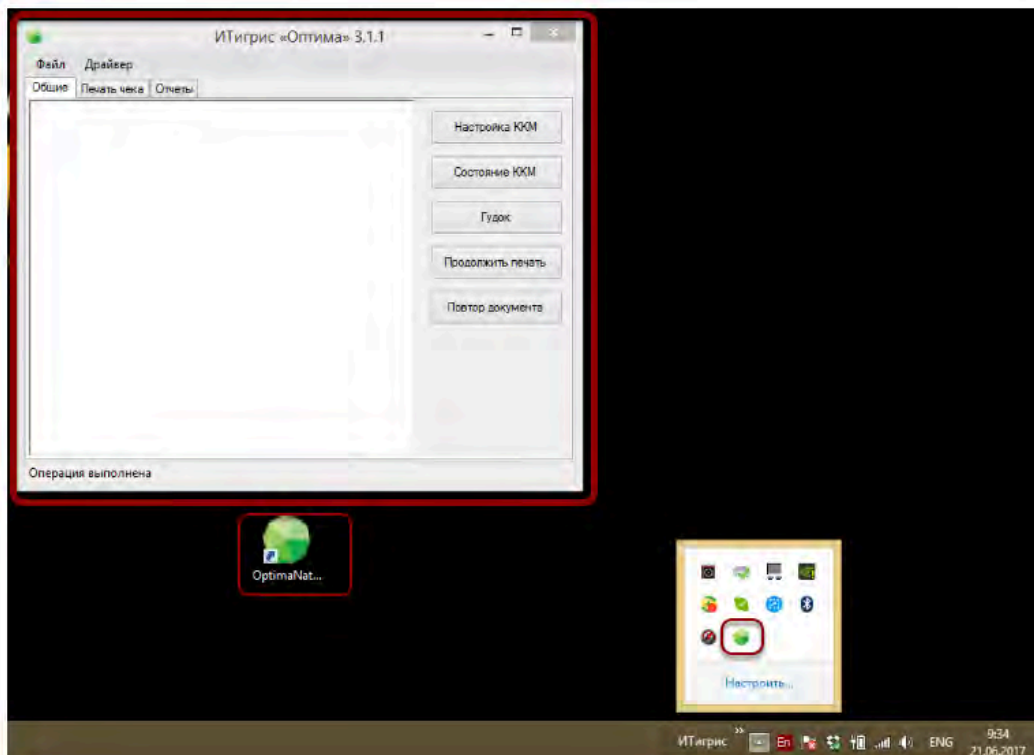 ИТигрис «Оптима» 3.1.1
Файл Драйвер
Общие Печать чека Отчеты
Настройка ККМ
Состояние ККМ
Гудок
Продолжить печать
Повтор документа
Операция выполнена
OptimaNat...
Настроить...
ИТигрис » En ENG 9:34
21.06.2017